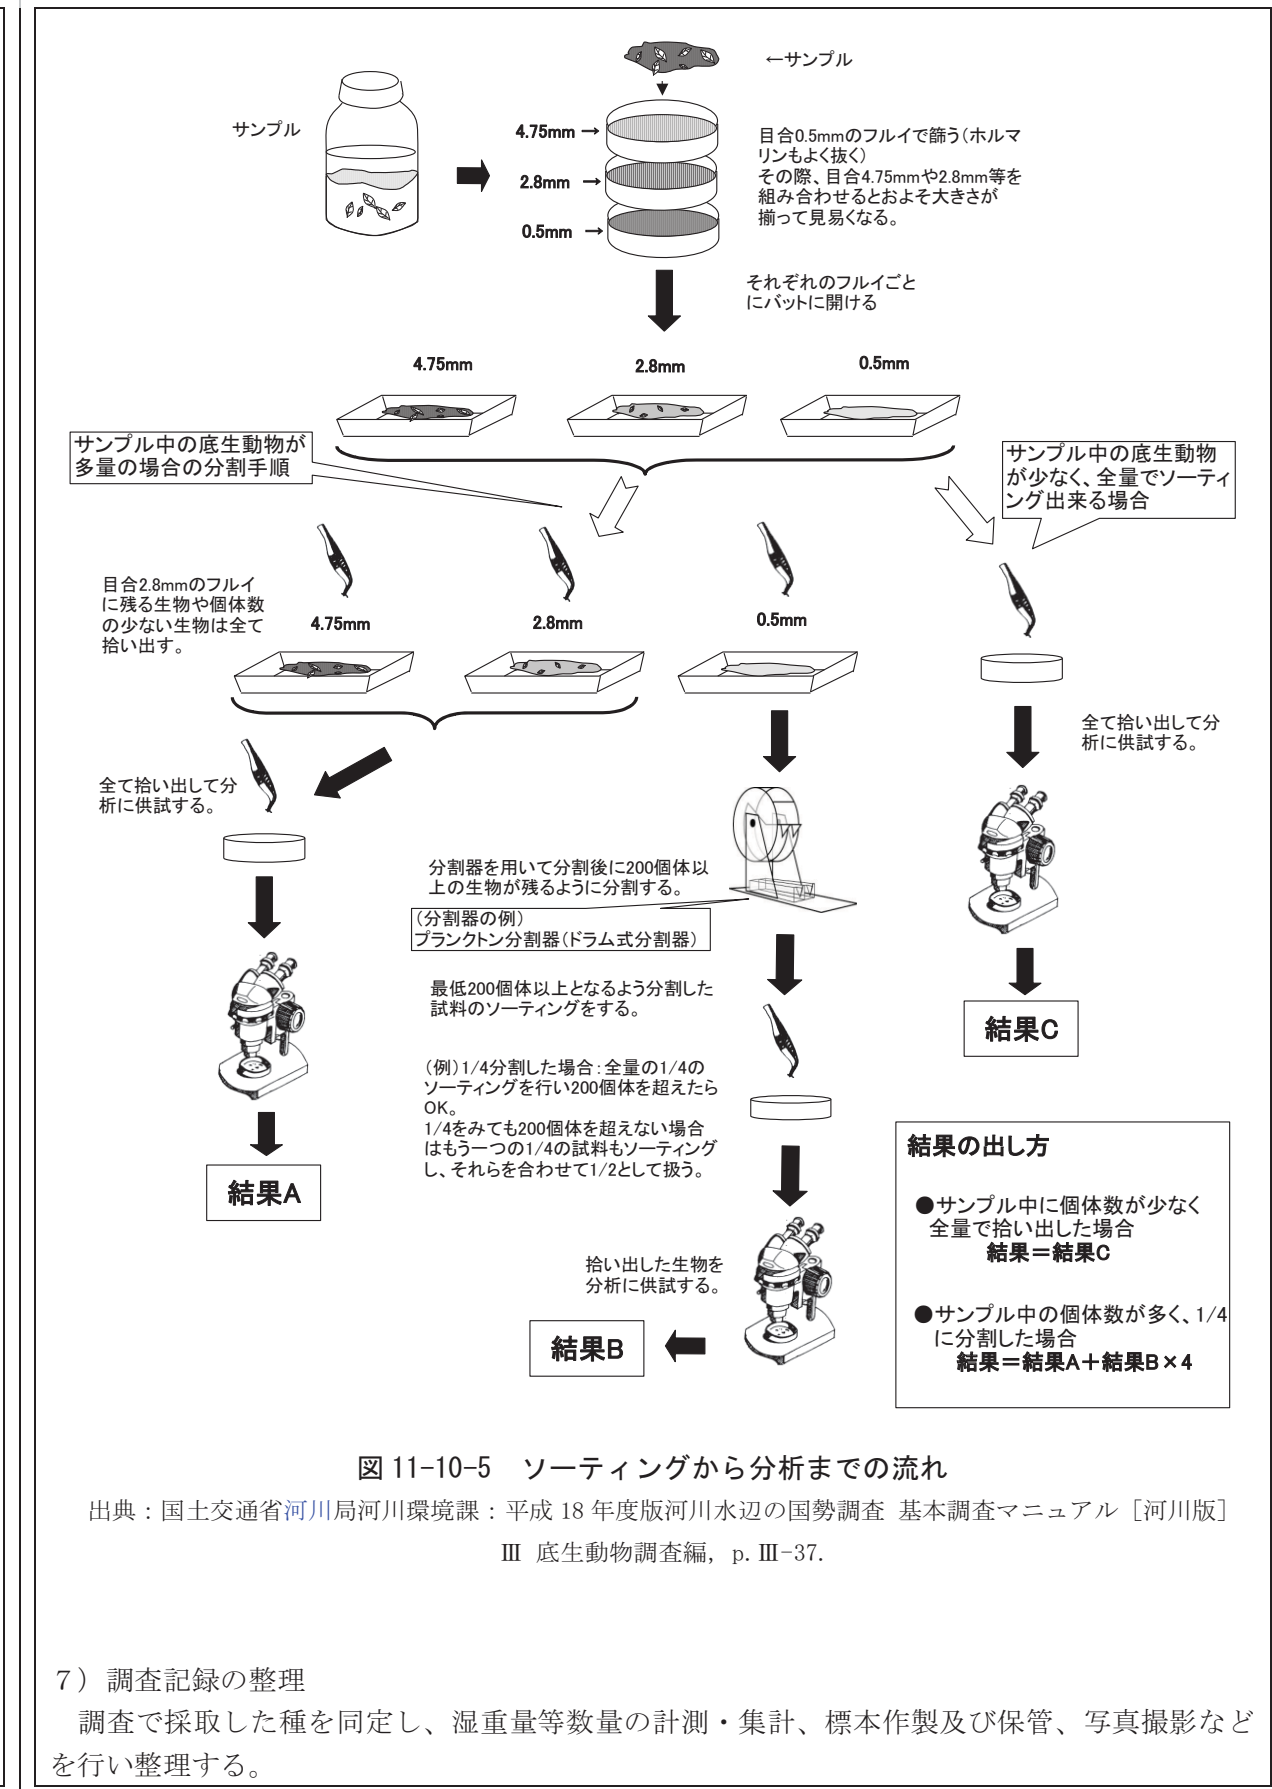 ←サンプル
サンプル
4.75mm →
2.8mm →
0.5mm →
目合0.5mmのフルイで篩う(ホルマ
リンもよく抜く)
その際、目合4.75mmや2.8mm等を
組み合わせるとおよそ大きさが
揃って見易くなる。
それぞれのフルイごと
にバットに開ける
4.75mm
2.8mm
0.5mm
サンプル中の底生動物が
多量の場合の分割手順
サンプル中の底生動物
が少なく、全量でソーティ
ング出来る場合
目合2.8mmのフルイ
に残る生物や個体数
の少ない生物は全て
拾い出す。
4.75mm
2.8mm
0.5mm
全て拾い出して分
析に供試する。
全て拾い出して分
析に供試する。
分割器を用いて分割後に200個体以
上の生物が残るように分割する。
(分割器の例)
プランクトン分割器(ドラム式分割器)
最低200個体以上となるよう分割した
試料のソーティングをする。
(例)1/4分割した場合:全量の1/4の
ソーティングを行い200個体を超えたら
OK。
1/4をみても200個体を超えない場合
はもう一つの1/4の試料もソーティング
し、それらを合わせて1/2として扱う。
結果C
結果A
拾い出した生物を
分析に供試する。
結果B
結果の出し方
●サンプル中に個体数が少なく
全量で拾い出した場合
結果=結果C
●サンプル中の個体数が多く、1/4
に分割した場合
結果=結果A+結果B×4
図 11-10-5 ソーティングから分析までの流れ
出典:国土交通省河川局河川環境課:平成 18 年度版河川水辺の国勢調査 基本調査マニュアル[河川版]
Ⅲ 底生動物調査編, p.Ⅲ-37.
7)調査記録の整理
調査で採取した種を同定し、湿重量等数量の計測・集計、標本作製及び保管、写真撮影など
を行い整理する。